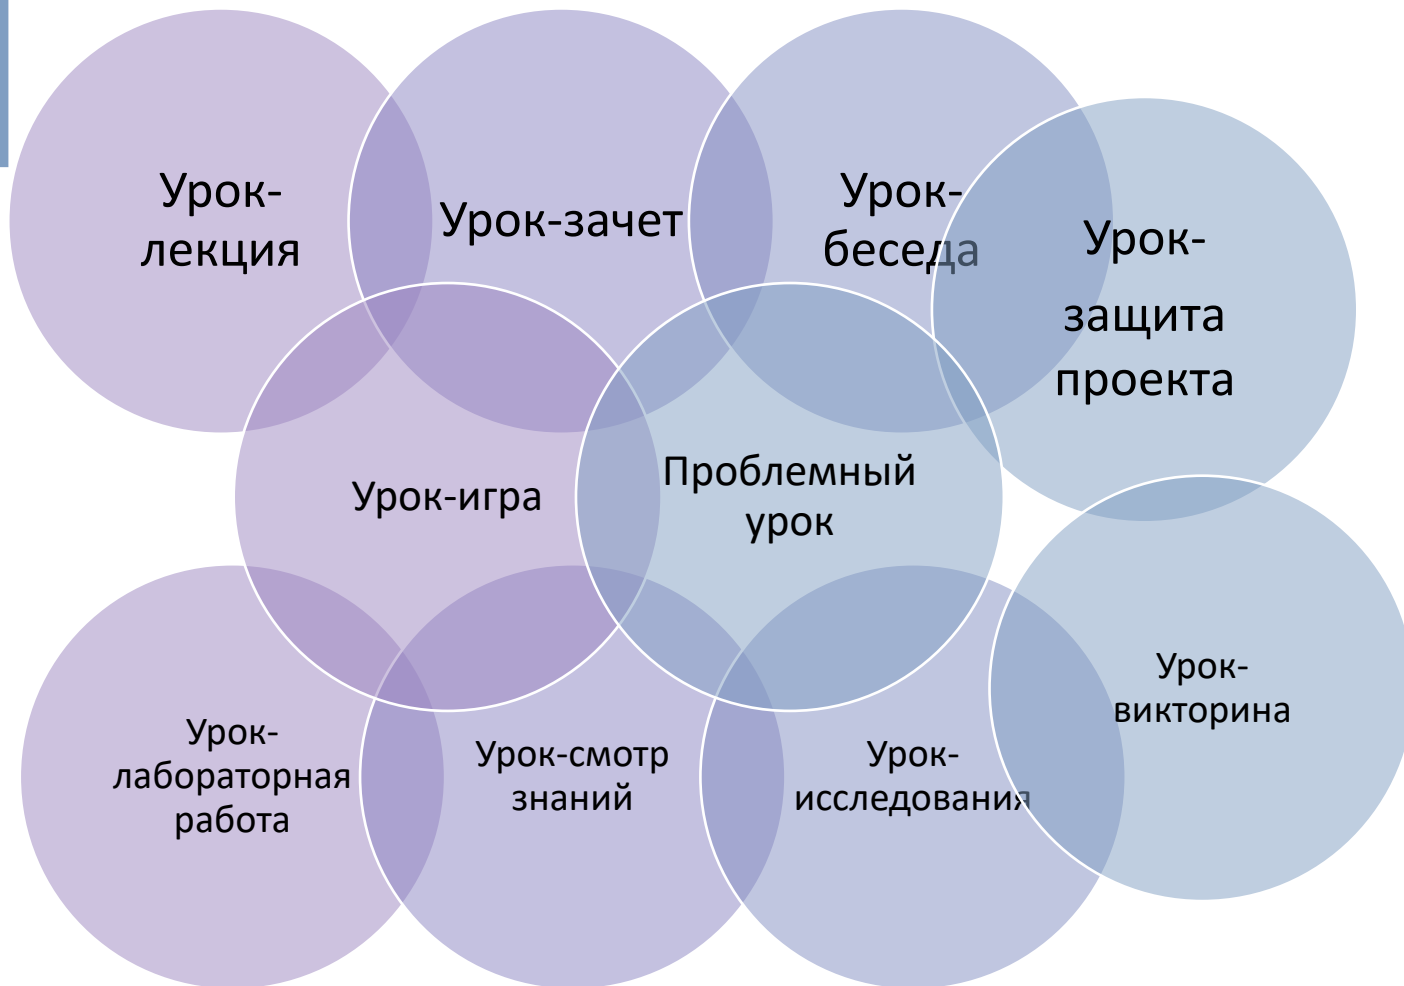 Урок-
лекция
Урок-зачет
Урок-
беседа
Урок-
защита
проекта
Урок-игра
Проблемный
урок
Урок-
лабораторная
работа
Урок-смотр
знаний
Урок-
исследования
Урок-
викторина